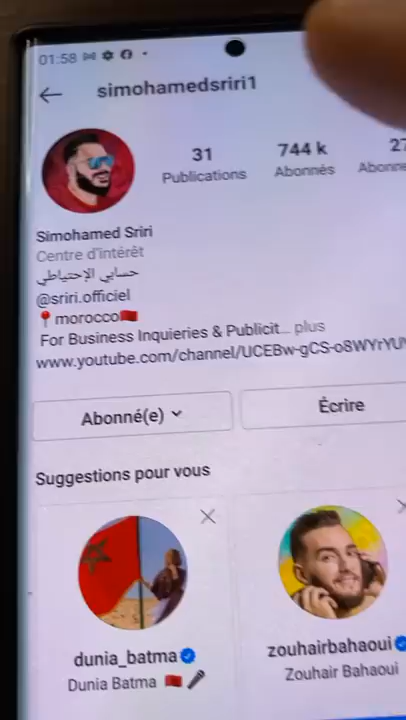 01:58
simohamedsriri1
31
744 k
27
Publications
Abonnés
Abonne
Simohamed Sriri
Centre d'intérêt
حسابي الإحتياطي
@sriri.officiel
morocco
For Business Inquieries & Publicit... plus
www.youtube.com/channel/UCEBw-gCS-o8WYrYU
Abonné(e)
Écrire
Suggestions pour vous
dunia_batma
zouhairbahaoui
Dunia Batma
Zouhair Bahaoui